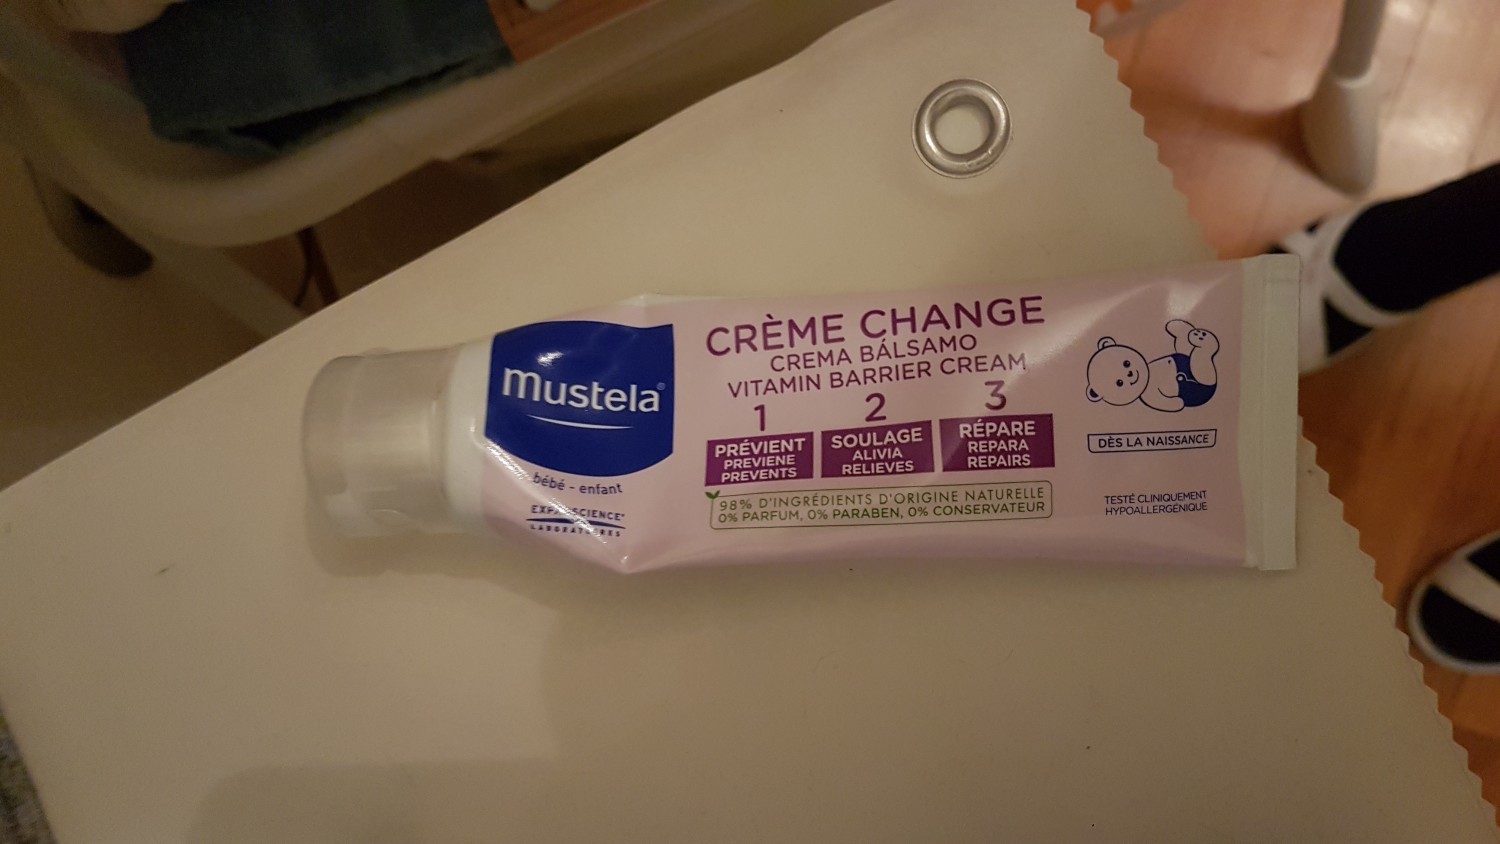 mustela®
bébé - enfant
LABORATOIRES
CRÈME CHANGE
CREMA BÁLSAMO
VITAMIN BARRIER CREAM
1
PRÉVIENT
PREVIENE
PREVENTS
2
SOULAGE
ALIVIA
RELIEVES
3
RÉPARE
REPARA
REPAIRS
98% D'INGRÉDIENTS D'ORIGINE NATURELLE
0% PARFUM, 0% PARABEN, 0% CONSERVATEUR
DÈS LA NAISSANCE
TESTÉ CLINIQUEMENT
HYPOALLERGÉNIQUE